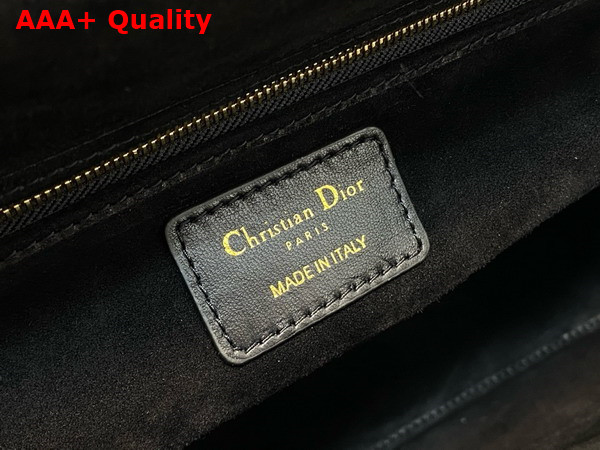 AAA+ Quality
Christian Dior
PARIS
MADE IN ITALY